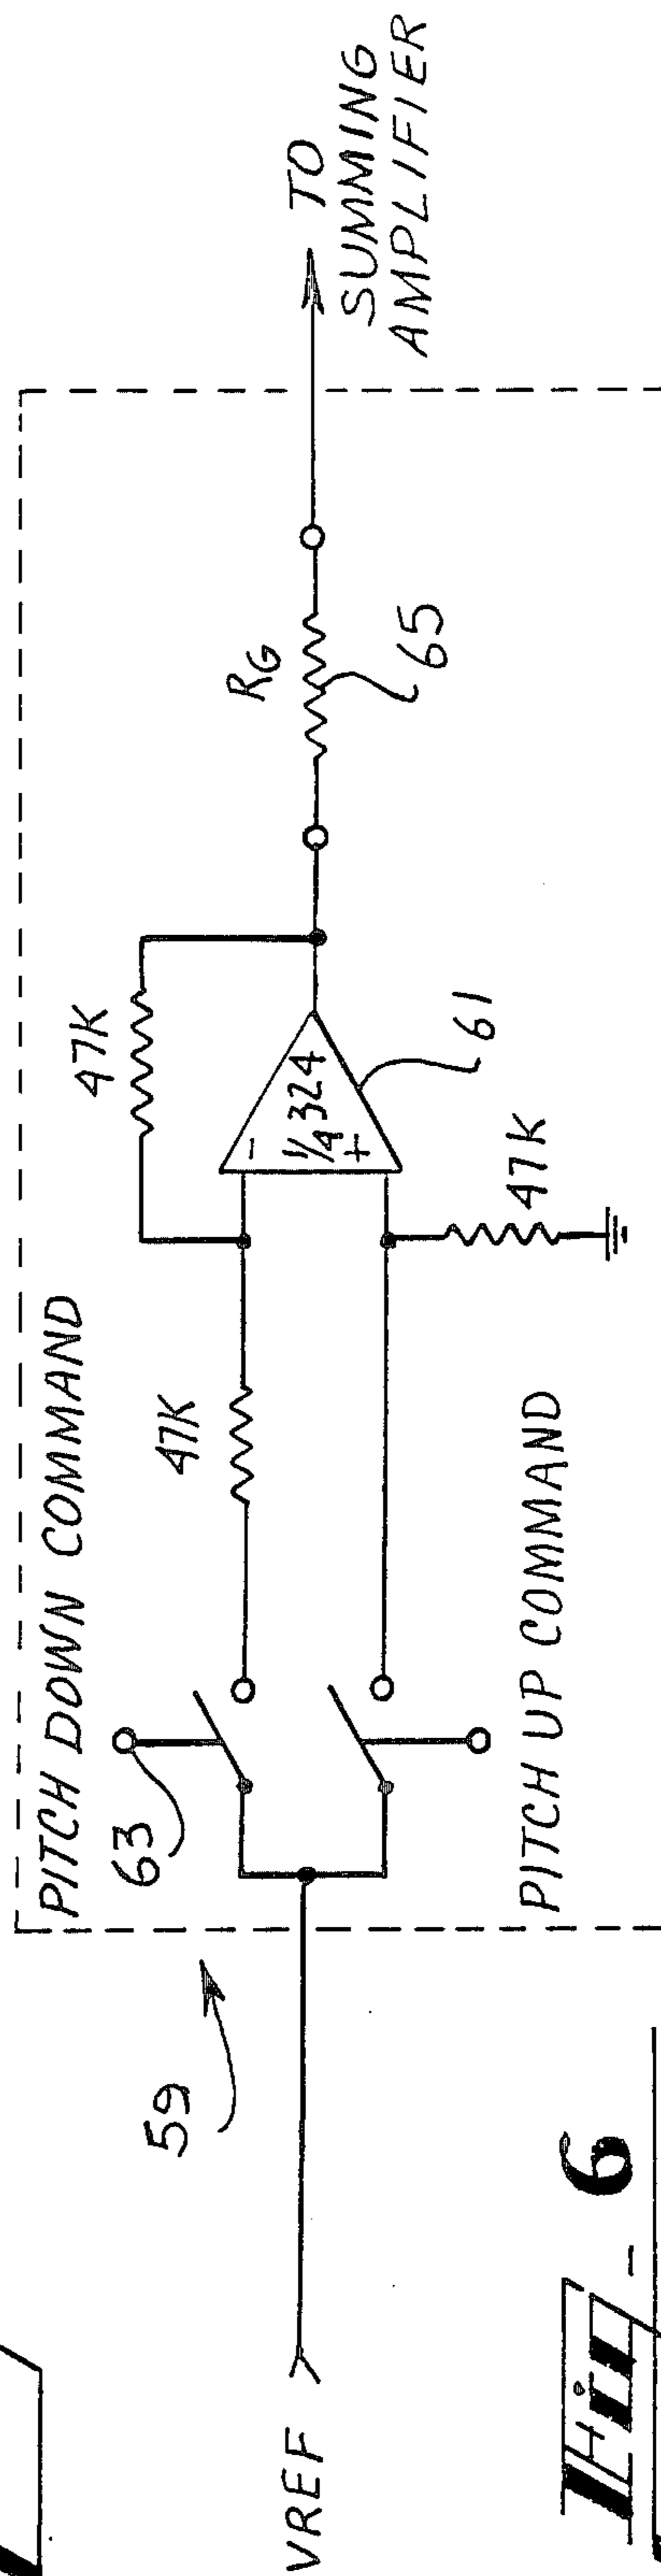 PITCH DOWN COMMAND
63
59
VREF
47K
47K
1/4 324
-
+
61
47K
PITCH UP COMMAND
RG
65
TO
SUMMING
AMPLIFIER
Fig-6